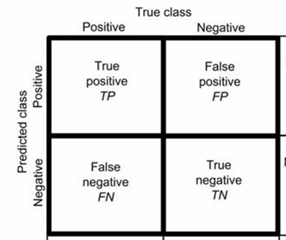 True class
Positive Negative
Predicted class
Positive
True
positive
TP
False
positive
FP
Negative
False
negative
FN
True
negative
TN